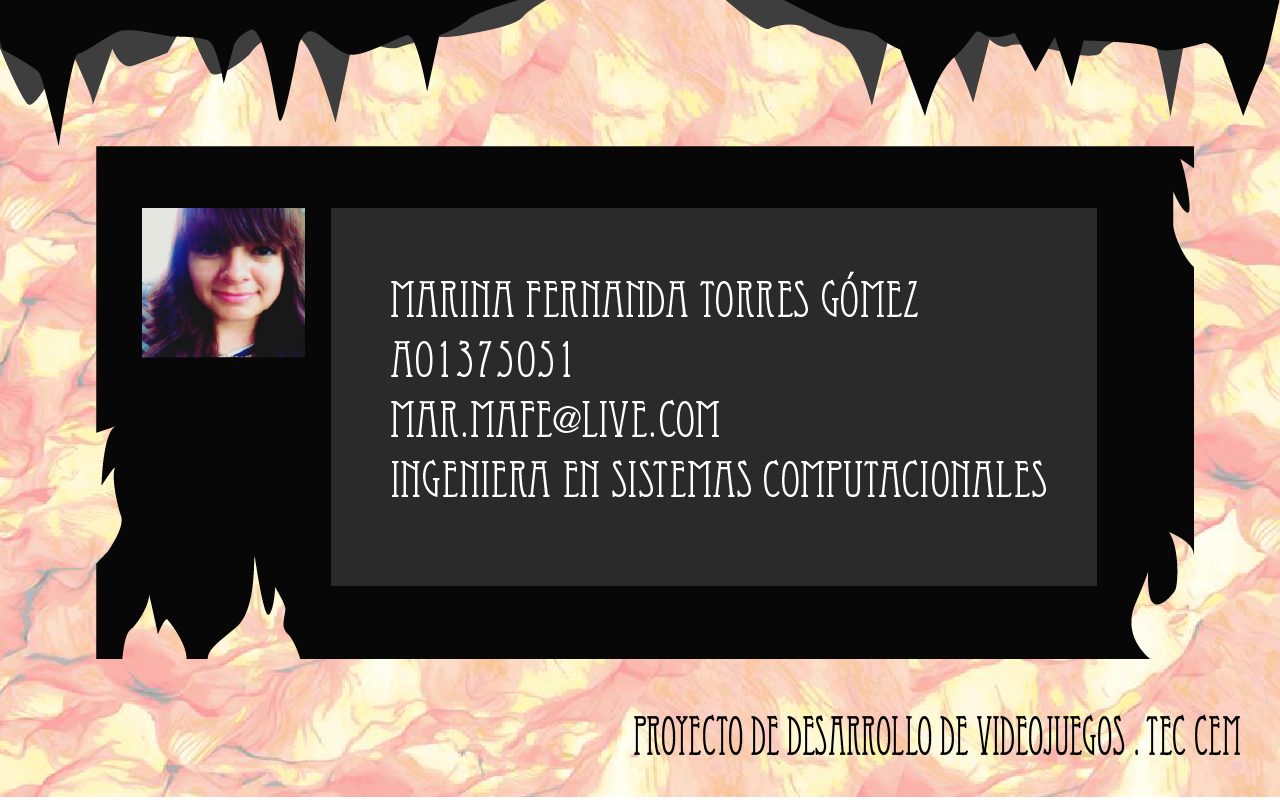 MARINA FERNANDA TORRES GÓMEZ
A01375051
MAR.MAFE@LIVE.COM
INGENIERA EN SISTEMAS COMPUTACIONALES
PROYECTO DE DESARROLLO DE VIDEOJUEGOS . TEC CEM